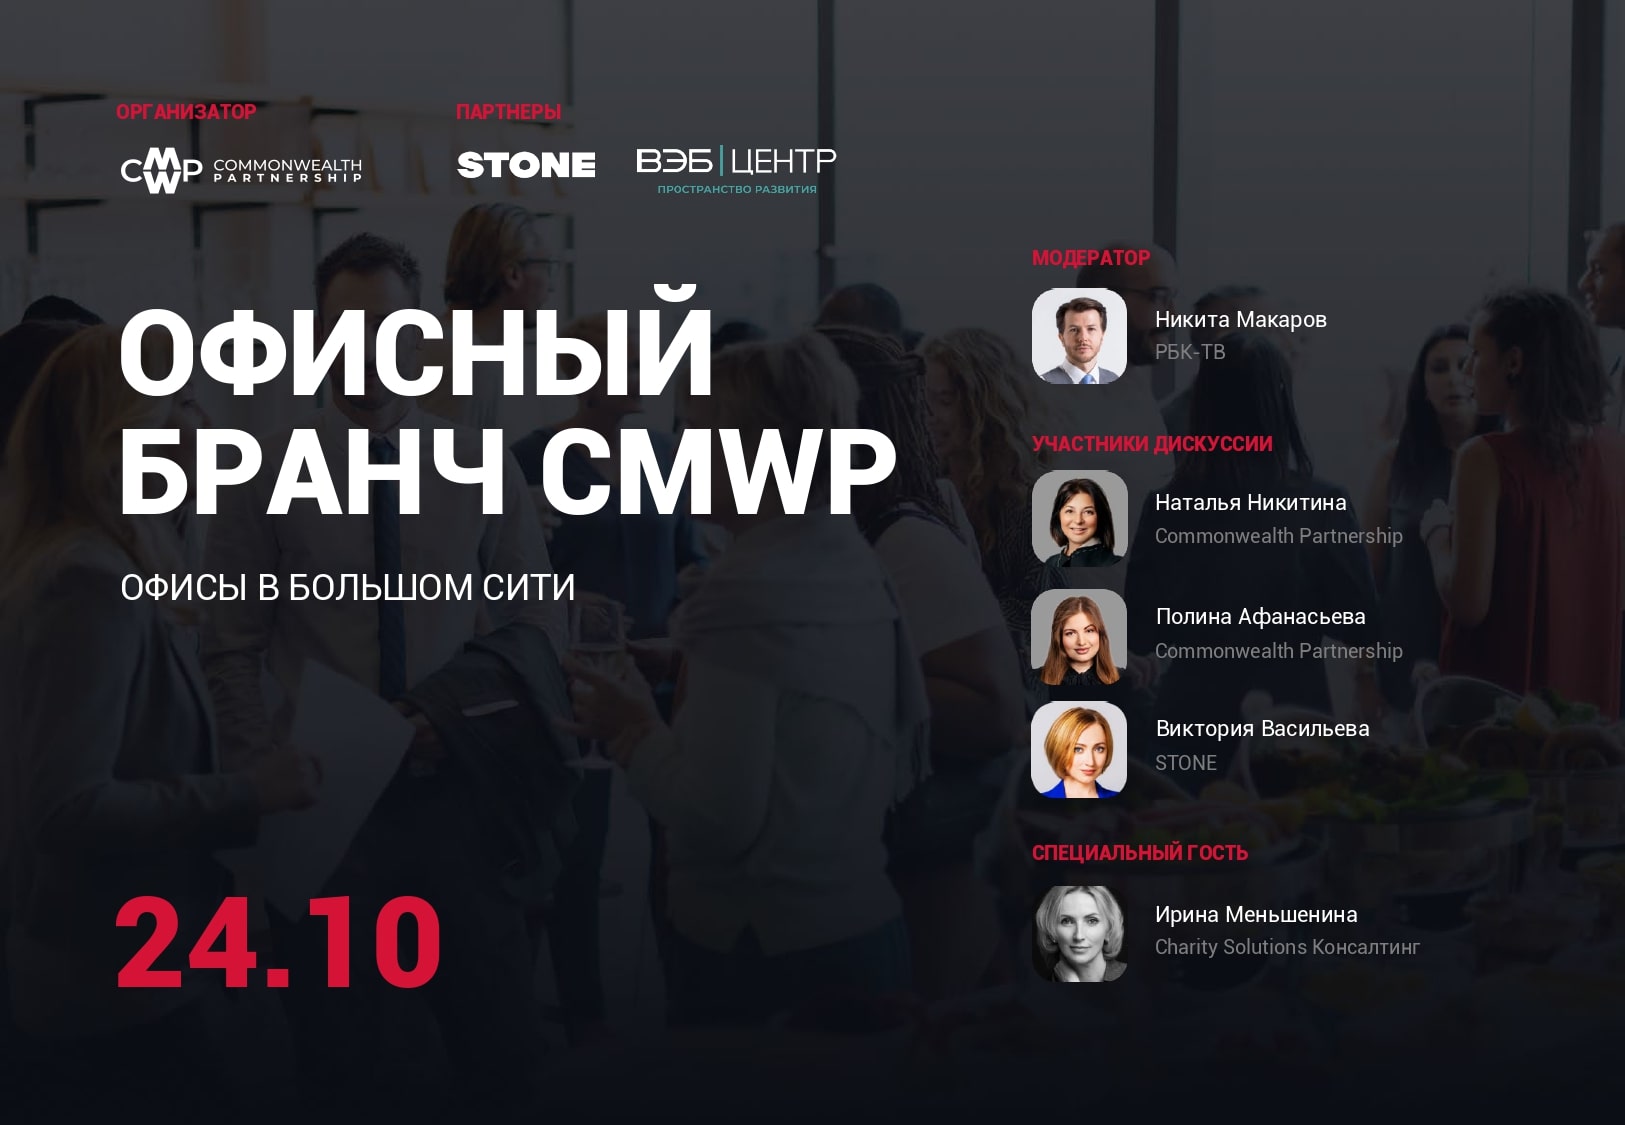 ОРГАНИЗАТОР
CMWP COMMONWEALTH
PARTNERSHIP
ПАРТНЕРЫ
STONE
ВЭБ|ЦЕНТР
ПРОСТРАНСТВО РАЗВИТИЯ
ОФИСНЫЙ
БРАНЧ CMWP
ОФИСЫ В БОЛЬШОМ СИТИ
24.10
МОДЕРАТОР
Никита Макаров
РБК-ТВ
УЧАСТНИКИ ДИСКУССИИ
Наталья Никитина
Commonwealth Partnership
Полина Афанасьева
Commonwealth Partnership
Виктория Васильева
STONE
СПЕЦИАЛЬНЫЙ ГОСТЬ
Ирина Меньшенина
Charity Solutions Консалтинг